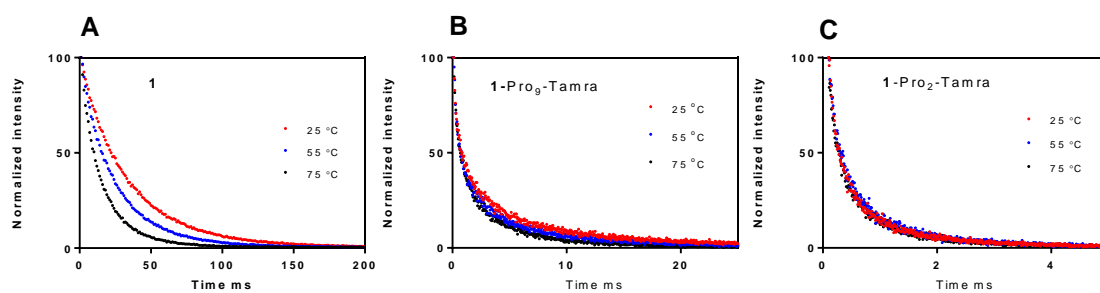 A
Normalized intensity
100
50
0
1
25 °C
55 °C
75 °C
0 50 100 150 200
Time ms
B
Normalized intensity
100
50
0
1-Pro₉-Tamra
25 °C
55 °C
75 °C
0 10 20
Time ms
C
Normalized intensity
100
50
0
1-Pro₂-Tamra
25 °C
55 °C
75 °C
0 2 4
Time ms